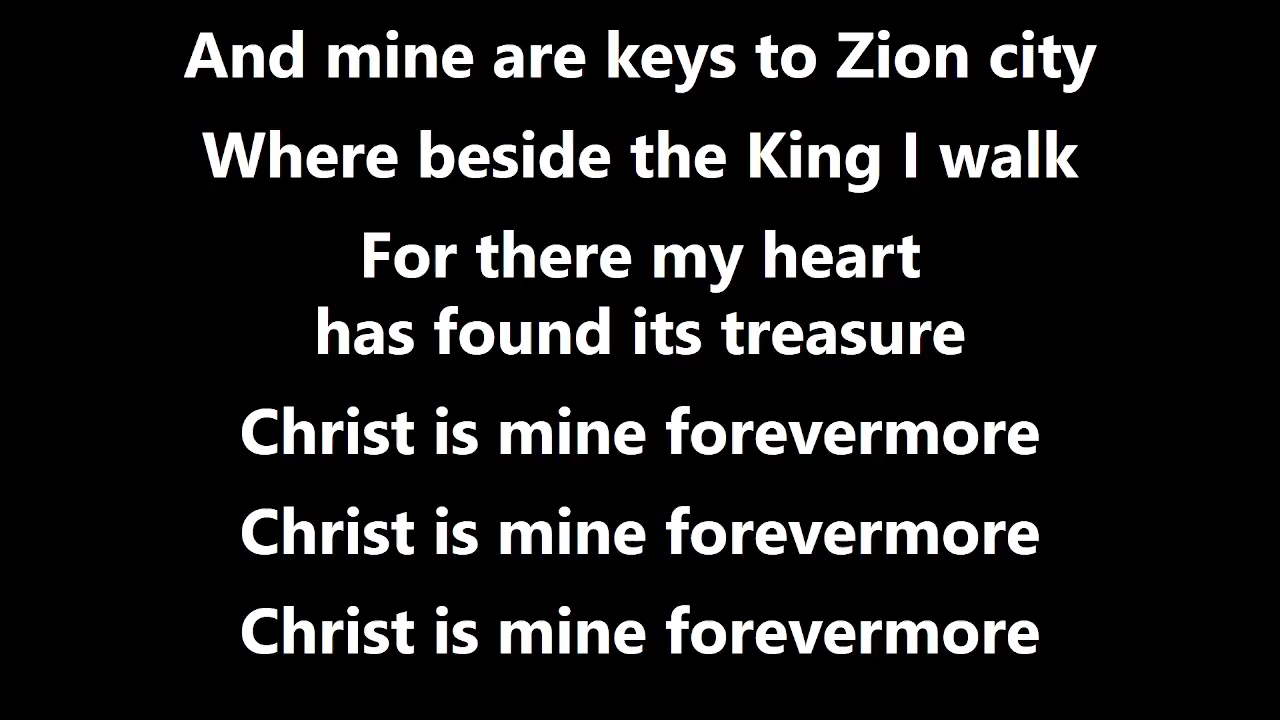 And mine are keys to Zion city
Where beside the King I walk
For there my heart
has found its treasure
Christ is mine forevermore
Christ is mine forevermore
Christ is mine forevermore